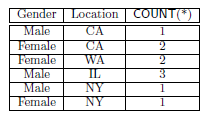 Gender Location COUNT(*)
Male CA 1
Female CA 2
Female WA 2
Male IL 3
Male NY 1
Female NY 1